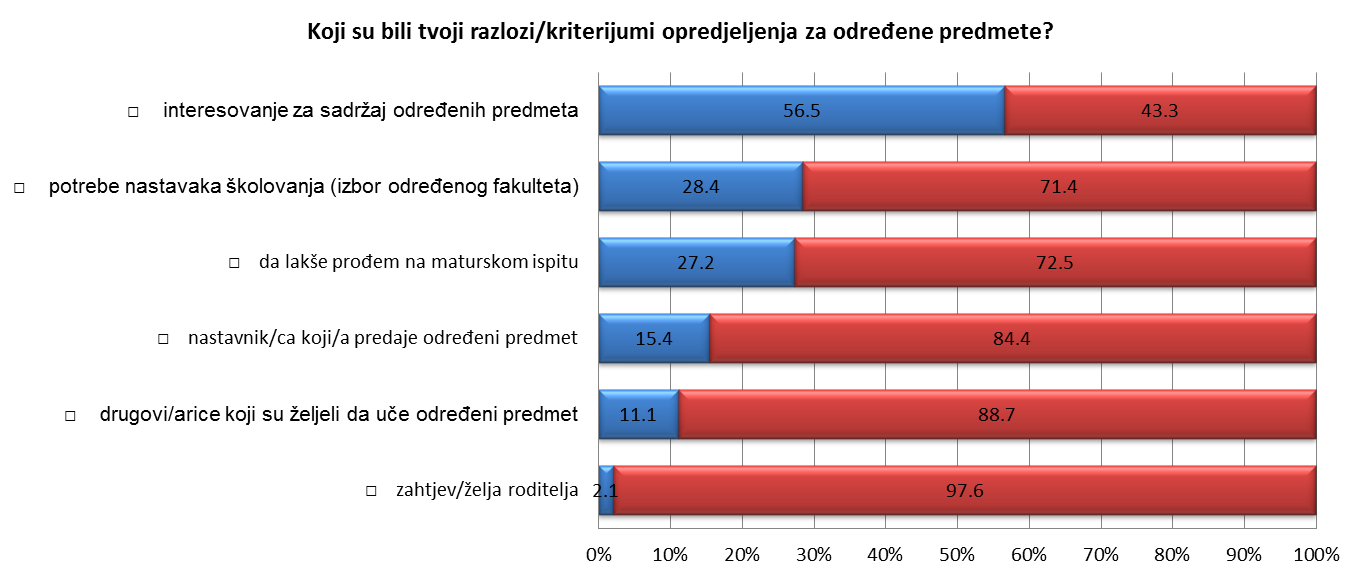 Koji su bili tvoji razlozi/kriterijumi opredjeljenja za određene predmete?
□ interesovanje za sadržaj određenih predmeta 56.5 43.3
□ potrebe nastavaka školovanja (izbor određenog fakulteta) 28.4 71.4
□ da lakše prođem na maturskom ispitu 27.2 72.5
□ nastavnik/ca koji/a predaje određeni predmet 15.4 84.4
□ drugovi/arice koji su željeli da uče određeni predmet 11.1 88.7
□ zahtjev/želja roditelja 2.1 97.6
0% 10% 20% 30% 40% 50% 60% 70% 80% 90% 100%